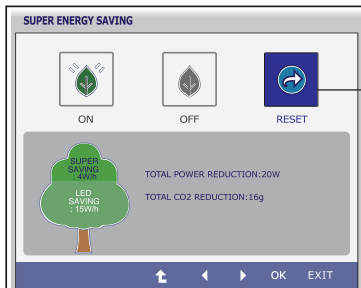 SUPER ENERGY SAVING
ON
OFF
RESET
SUPER
SAVING
: 4W/h
LED
SAVING
: 15W/h
TOTAL POWER REDUCTION:20W
TOTAL CO2 REDUCTION:16g
OK
EXIT